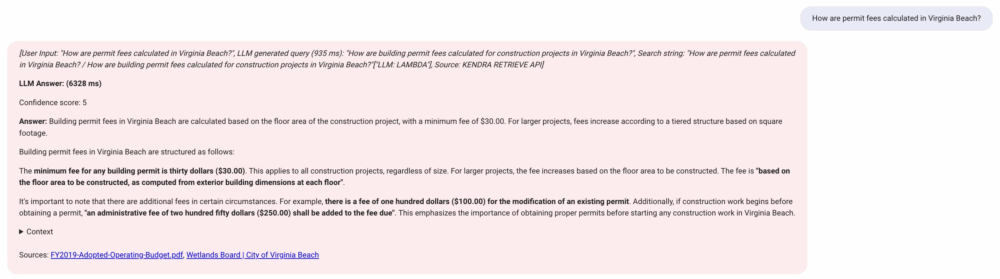 How are permit fees calculated in Virginia Beach?
[User Input: "How are permit fees calculated in Virginia Beach?", LLM generated query (935 ms): "How are building permit fees calculated for construction projects in Virginia Beach?", Search string: "How are permit fees calculated
in Virginia Beach? / How are building permit fees calculated for construction projects in Virginia Beach?"["LLM: LAMBDA"], Source: KENDRA RETRIEVE API]
LLM Answer: (6328 ms)
Confidence score: 5
Answer: Building permit fees in Virginia Beach are calculated based on the floor area of the construction project, with a minimum fee of $30.00. For larger projects, fees increase according to a tiered structure based on square
footage.
Building permit fees in Virginia Beach are structured as follows:
The minimum fee for any building permit is thirty dollars ($30.00). This applies to all construction projects, regardless of size. For larger projects, the fee increases based on the floor area to be constructed. The fee is "based on
the floor area to be constructed, as computed from exterior building dimensions at each floor".
It's important to note that there are additional fees in certain circumstances. For example, there is a fee of one hundred dollars ($100.00) for the modification of an existing permit. Additionally, if construction work begins before
obtaining a permit, "an administrative fee of two hundred fifty dollars ($250.00) shall be added to the fee due". This emphasizes the importance of obtaining proper permits before starting any construction work in Virginia Beach.
▶ Context
Sources: FY2019-Adopted-Operating-Budget.pdf, Wetlands Board | City of Virginia Beach